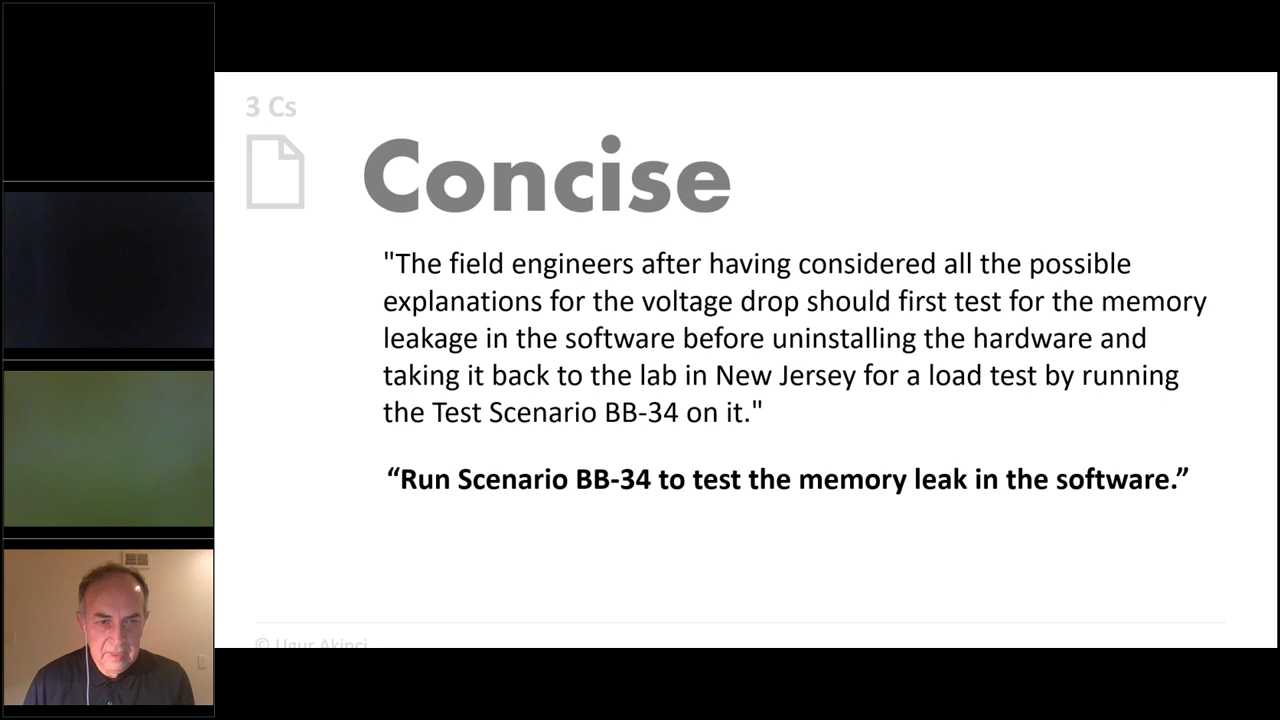 3 Cs
Concise
"The field engineers after having considered all the possible
explanations for the voltage drop should first test for the memory
leakage in the software before uninstalling the hardware and
taking it back to the lab in New Jersey for a load test by running
the Test Scenario BB-34 on it."
“Run Scenario BB-34 to test the memory leak in the software.”
© Ugur Akinci